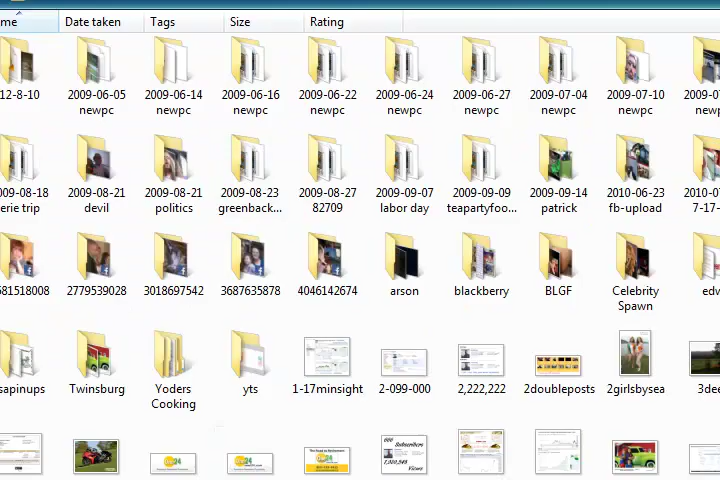 me Date taken Tags Size Rating
12-8-10 2009-06-05 2009-06-14 2009-06-16 2009-06-22 2009-06-24 2009-06-27 2009-07-04 2009-07-10 2009-07
newpc newpc newpc newpc newpc newpc newpc newpc newp
009-08-18 2009-08-21 2009-08-21 2009-08-23 2009-08-27 2009-09-07 2009-09-09 2009-09-14 2010-06-23 2010-0
erie trip devil politics greenback... 82709 labor day teapartyfoo... patrick fb-upload 7-17-
581518008 2779539028 3018697542 3687635878 4046142674 arson blackberry BLGF Celebrity edw
Spawn
sapinups Twinsburg Yoders yts 1-17minsight 2-099-000 2,222,222 2doubleposts 2girlsbysea 3dee
Cooking
Subscribers
Views